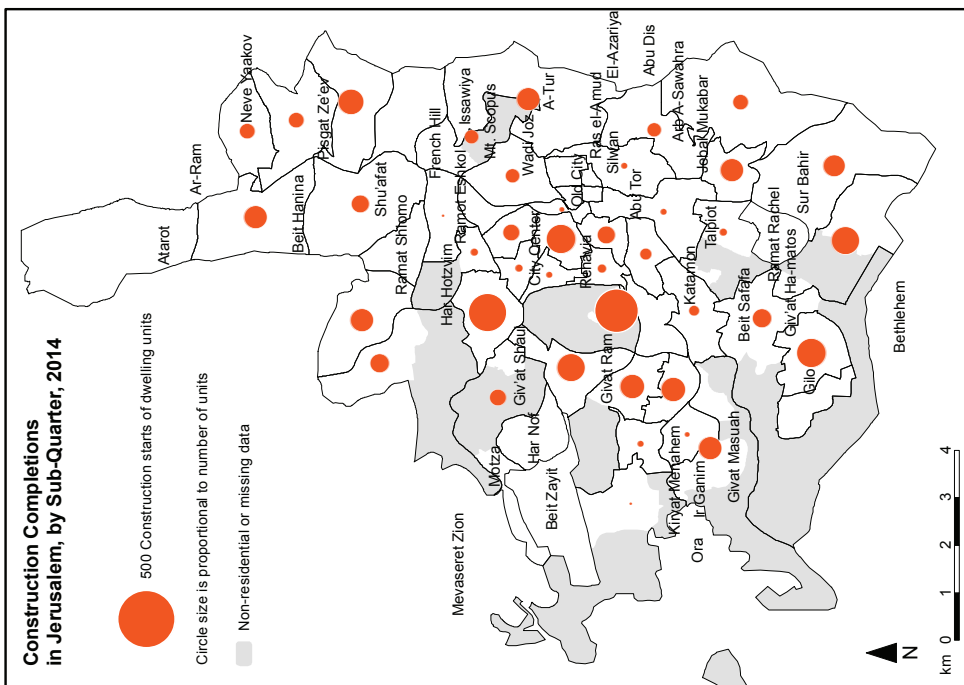 Construction Completions
in Jerusalem, by Sub-Quarter, 2014
500 Construction starts of dwelling units
Circle size is proportional to number of units
Non-residential or missing data
Mevaseret Zion
Motza
Beit Zayit
Har Nof
Giv'at Shaul
Ora
Kiryat Menahem
Ir Ganim
Givat Masuah
Givat Ram
Har Hotzvim
Ramat Shlomo
Atarot
Ar-Ram
Beit Hanina
Neve Yaakov
Pisgat Ze'ev
Shu'afat
French Hill
Ramat Eshkol
Issawiya
Mt. Scopus
Wadi Joz
A-Tur
City Center
Old City
Rehavia
Silwan
Ras el-Amud
El-Azariya
Abu Dis
Abu Tor
Arb A-Sawahra
Jebal Mukabar
Katamon
Talpiot
Sur Bahir
Ramat Rachel
Giv'at Ha-matos
Beit Safafa
Gilo
Bethlehem
N
km 0 1 2 3 4